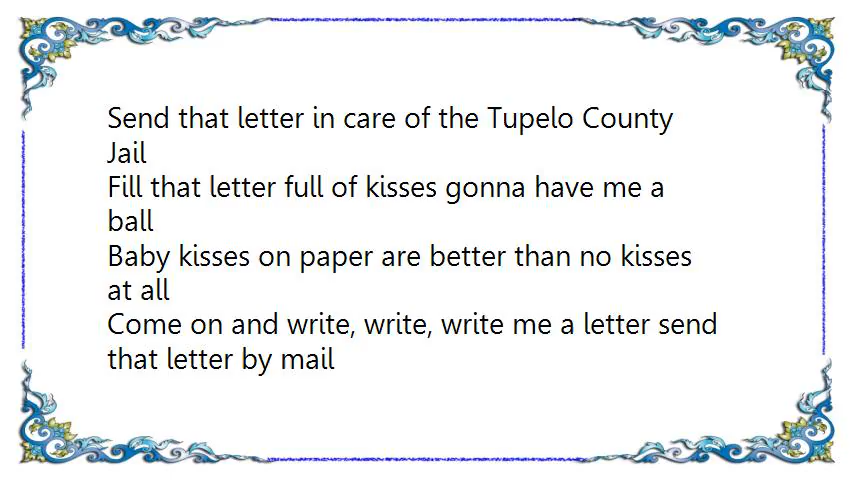 Send that letter in care of the Tupelo County
Jail
Fill that letter full of kisses gonna have me a
ball
Baby kisses on paper are better than no kisses
at all
Come on and write, write, write me a letter send
that letter by mail